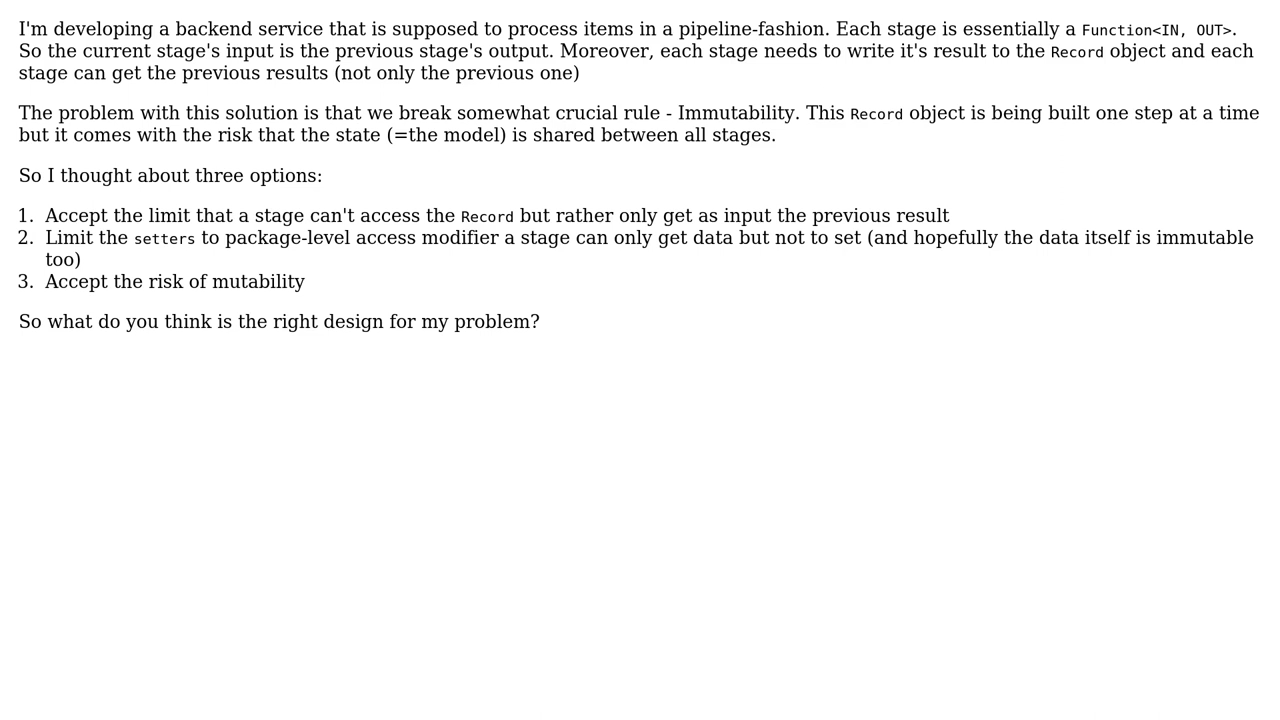 I'm developing a backend service that is supposed to process items in a pipeline-fashion. Each stage is essentially a Function<IN, OUT>.
So the current stage's input is the previous stage's output. Moreover, each stage needs to write it's result to the Record object and each
stage can get the previous results (not only the previous one)
The problem with this solution is that we break somewhat crucial rule - Immutability. This Record object is being built one step at a time
but it comes with the risk that the state (=the model) is shared between all stages.
So I thought about three options:
1. Accept the limit that a stage can't access the Record but rather only get as input the previous result
2. Limit the setters to package-level access modifier a stage can only get data but not to set (and hopefully the data itself is immutable
too)
3. Accept the risk of mutability
So what do you think is the right design for my problem?